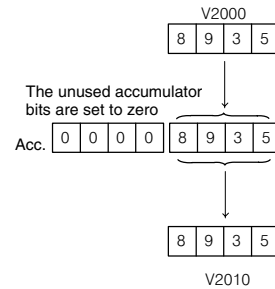 V2000
8 9 3 5
The unused accumulator
bits are set to zero
Acc. 0 0 0 0 8 9 3 5
8 9 3 5
V2010